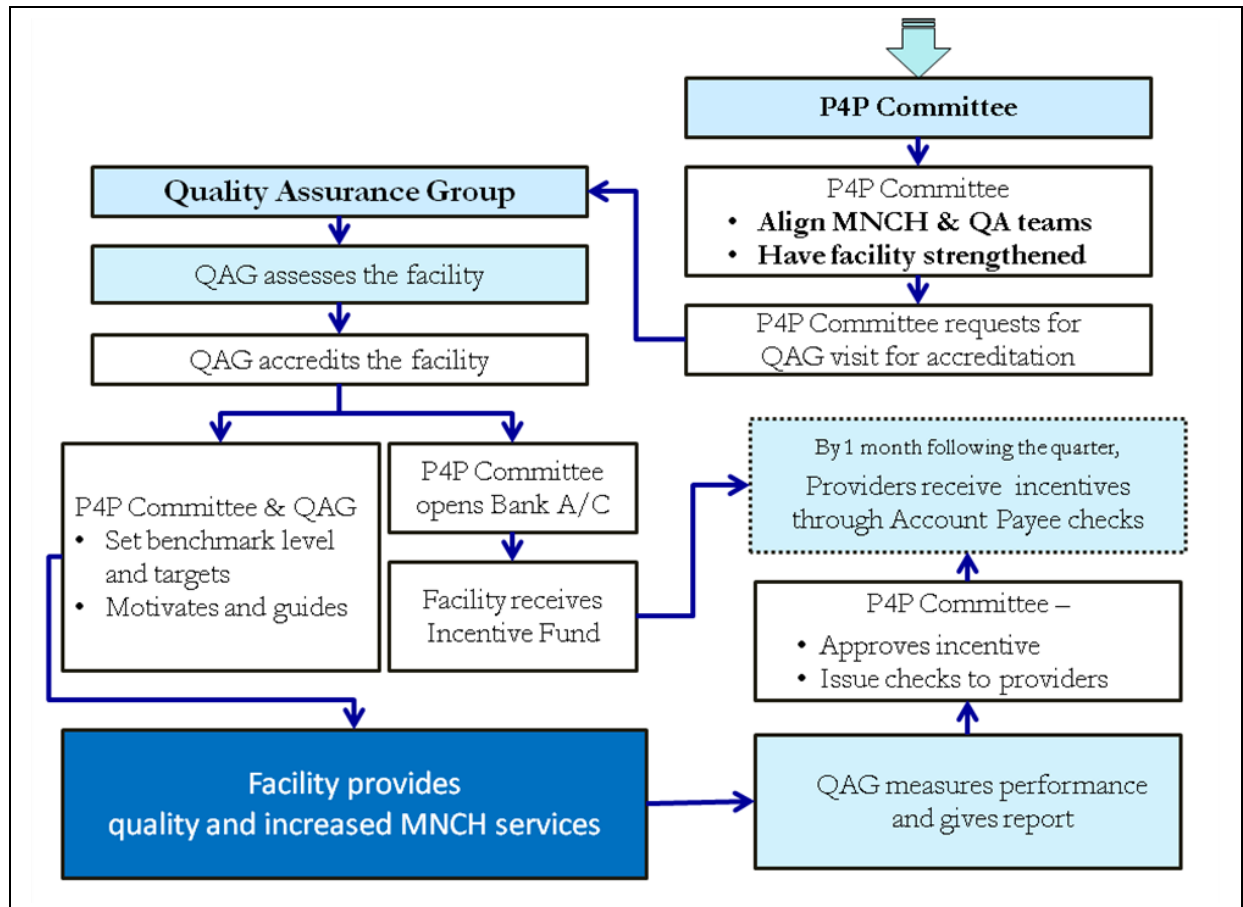 P4P Committee
P4P Committee
• Align MNCH & QA teams
• Have facility strengthened
P4P Committee requests for
QAG visit for accreditation
Quality Assurance Group
QAG assesses the facility
QAG accredits the facility
P4P Committee & QAG
• Set benchmark level
and targets
• Motivates and guides
P4P Committee
opens Bank A/C
Facility receives
Incentive Fund
Facility provides
quality and increased MNCH services
QAG measures performance
and gives report
P4P Committee –
• Approves incentive
• Issue checks to providers
By 1 month following the quarter,
Providers receive incentives
through Account Payee checks